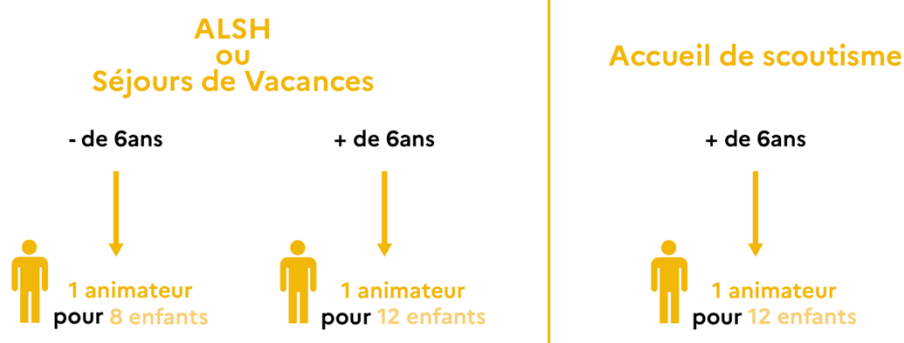 ALSH
ou
Séjours de Vacances
- de 6ans
1 animateur
pour 8 enfants
+ de 6ans
1 animateur
pour 12 enfants
Accueil de scoutisme
+ de 6ans
1 animateur
pour 12 enfants